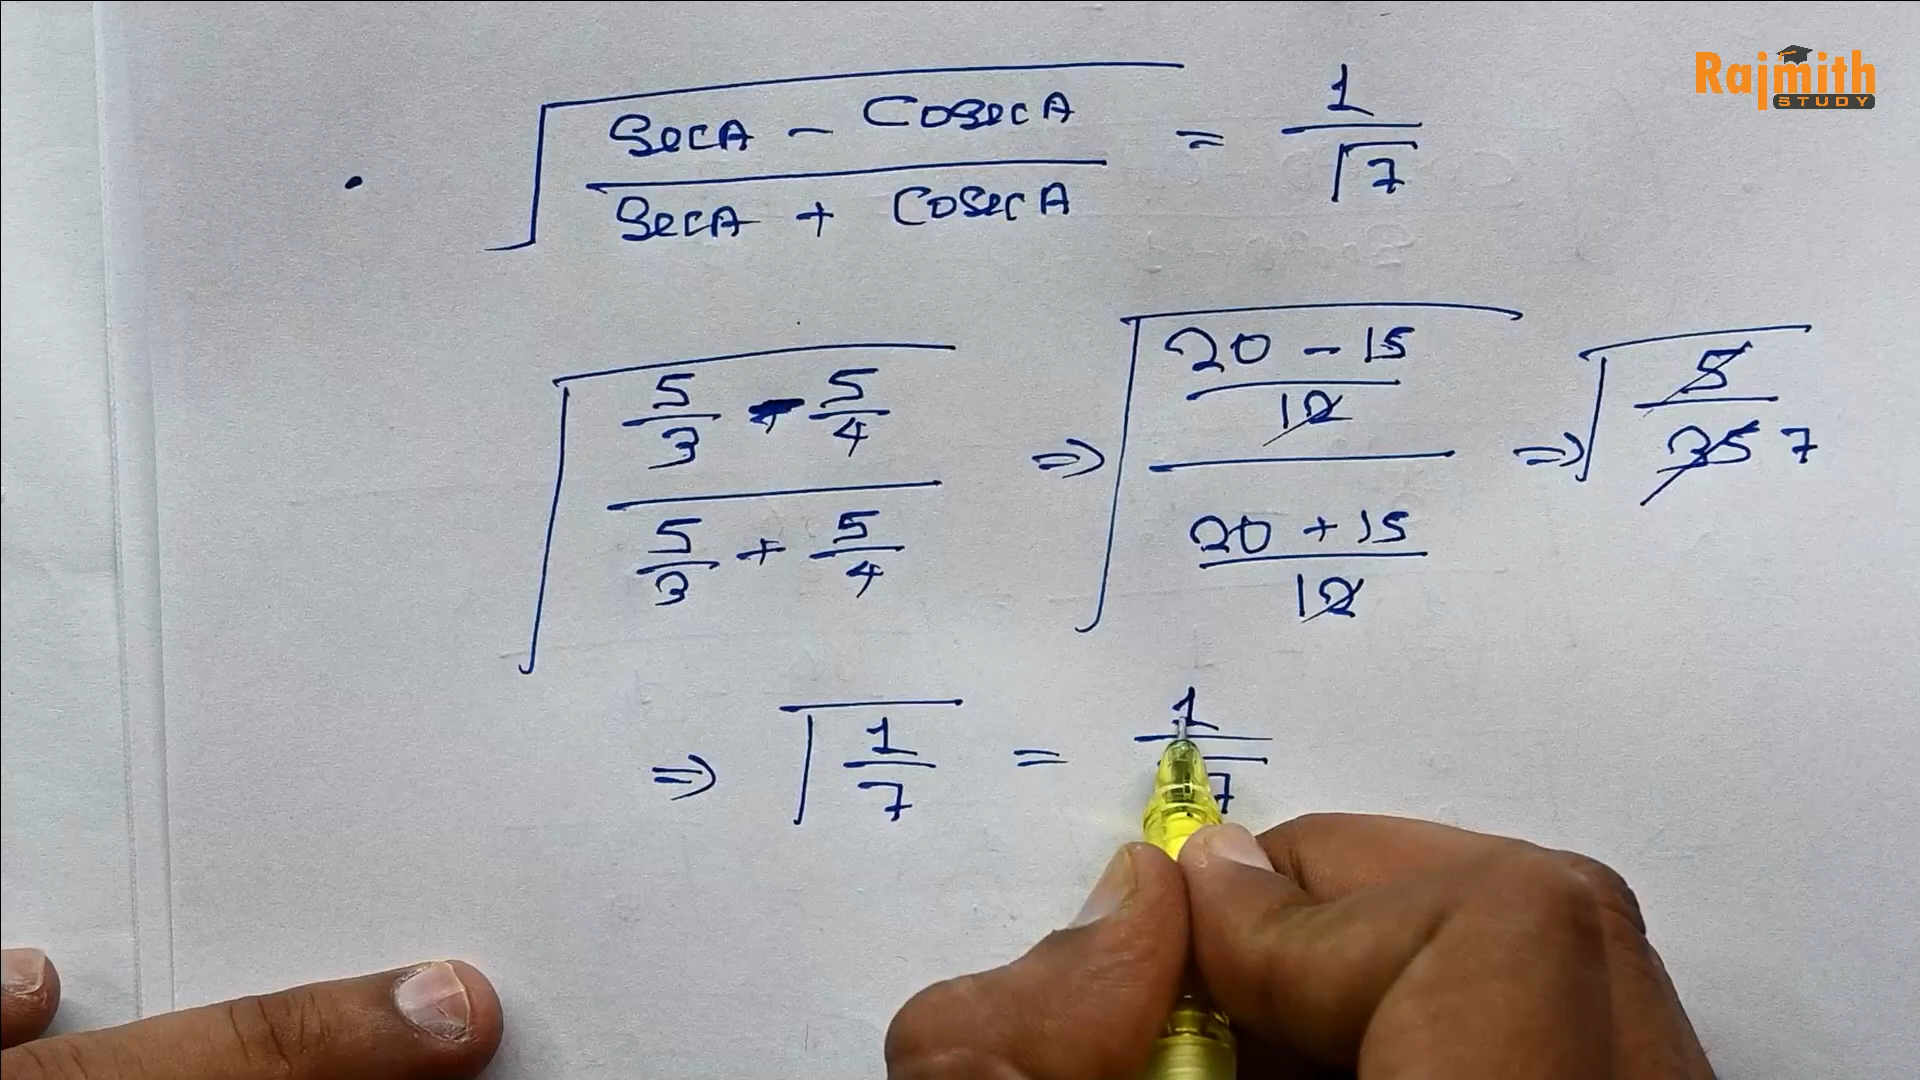 Rajmith
STUDY
√((SecA - CosecA)/(SecA + CosecA)) = 1/√7
√((5/3 - 5/4)/(5/3 + 5/4)) ⇒ √(((20 - 15)/12)/((20 + 15)/12)) ⇒ √(5/35 7)
⇒ √(1/7) = 1/√7